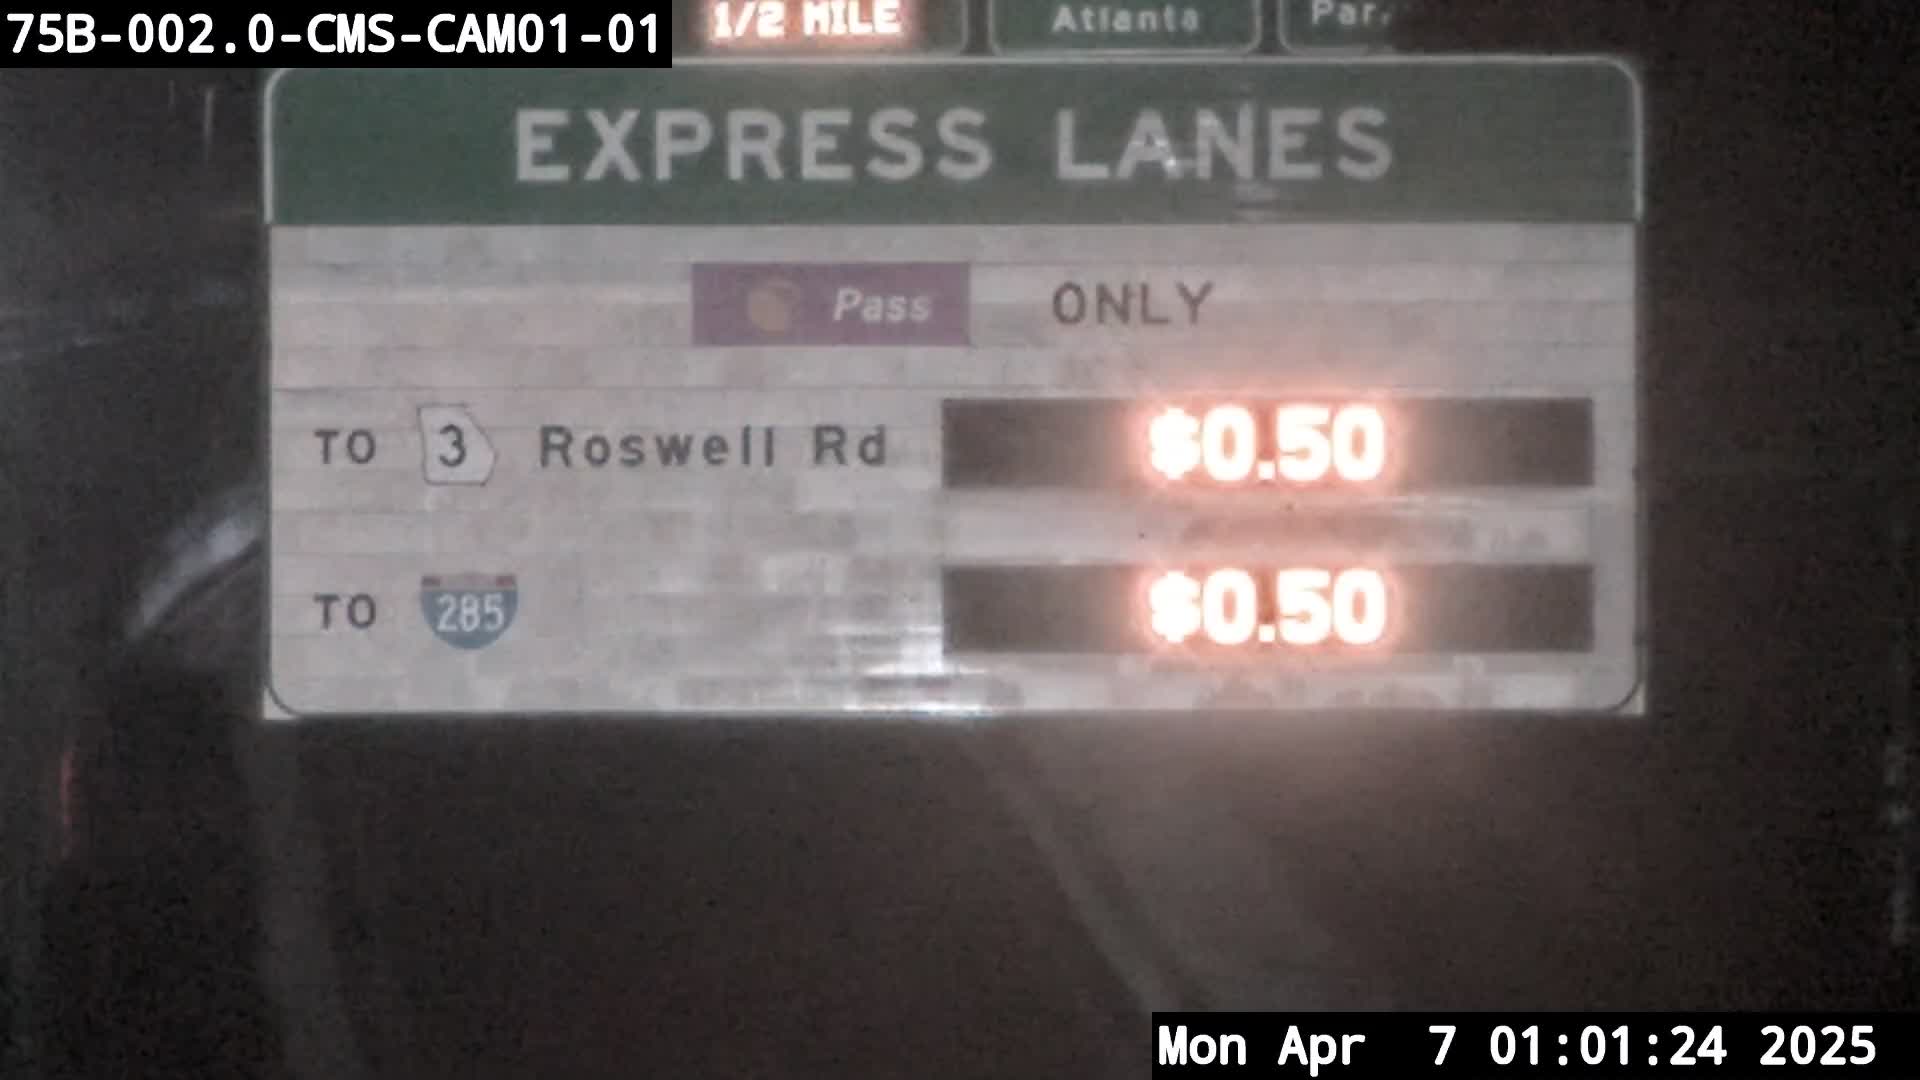 75B-002.0-CMS-CAM01-01
1/2 MILE
Atlanta
EXPRESS LANES
Pass ONLY
TO 3 Roswell Rd $0.50
TO 285 $0.50
Mon Apr 7 01:01:24 2025